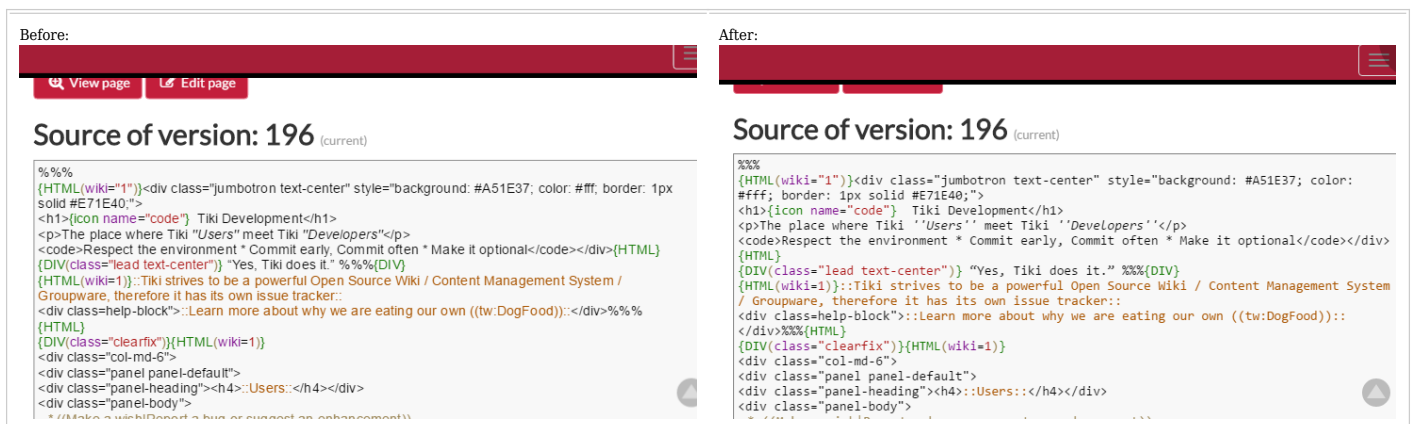 Before:
View page Edit page
Source of version: 196 (current)
%%%
{HTML(wiki="1")}<div class="jumbotron text-center" style="background: #A51E37; color: #fff; border: 1px
solid #E71E40;">
<h1>{icon name="code"}  Tiki Development</h1>
<p>The place where Tiki ''Users'' meet Tiki ''Developers''</p>
<code>Respect the environment * Commit early, Commit often * Make it optional</code></div>{HTML}
{DIV(class="lead text-center")} “Yes, Tiki does it.” %%%{DIV}
{HTML(wiki=1)}::Tiki strives to be a powerful Open Source Wiki / Content Management System /
Groupware, therefore it has its own issue tracker::
<div class=help-block">::Learn more about why we are eating our own ((tw:DogFood))::</div>%%%
{HTML}
{DIV(class="clearfix")}{HTML(wiki=1)}
<div class="col-md-6">
<div class="panel panel-default">
<div class="panel-heading"><h4>::Users::</h4></div>
<div class="panel-body">
* ((Make a wish|Report a bug or suggest an enhancement))
After:
Source of version: 196 (current)
%%%
{HTML(wiki="1")}<div class="jumbotron text-center" style="background: #A51E37; color:
#fff; border: 1px solid #E71E40;">
<h1>{icon name="code"}  Tiki Development</h1>
<p>The place where Tiki ''Users'' meet Tiki ''Developers''</p>
<code>Respect the environment * Commit early, Commit often * Make it optional</code></div>
{HTML}
{DIV(class="lead text-center")} “Yes, Tiki does it.” %%%{DIV}
{HTML(wiki=1)}::Tiki strives to be a powerful Open Source Wiki / Content Management System
/ Groupware, therefore it has its own issue tracker::
<div class=help-block">::Learn more about why we are eating our own ((tw:DogFood))::
</div>%%%{HTML}
{DIV(class="clearfix")}{HTML(wiki=1)}
<div class="col-md-6">
<div class="panel panel-default">
<div class="panel-heading"><h4>::Users::</h4></div>
<div class="panel-body">